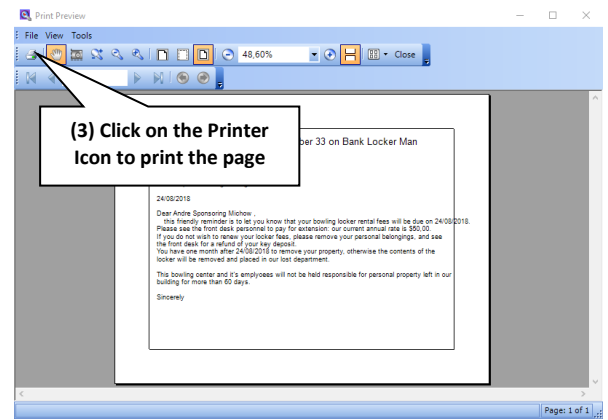 Print Preview
File View Tools
48,60%
Close
(3) Click on the Printer
Icon to print the page
ber 33 on Bank Locker Man
24/08/2018
Dear Andre Sponsoring Michow ,
this friendly reminder is to let you know that your bowling locker rental fees will be due on 24/08/2018.
Please see the front desk personnel to pay for extension: our current annual rate is $50,00.
If you do not wish to renew your locker fees, please remove your personal belongings, and see
the front desk for a refund of your key deposit.
You have one month after 24/08/2018 to remove your property, otherwise the contents of the
locker will be removed and placed in our lost department.
This bowling center and it's employees will not be held responsible for personal property left in our
building for more than 60 days.
Sincerely
Page: 1 of 1